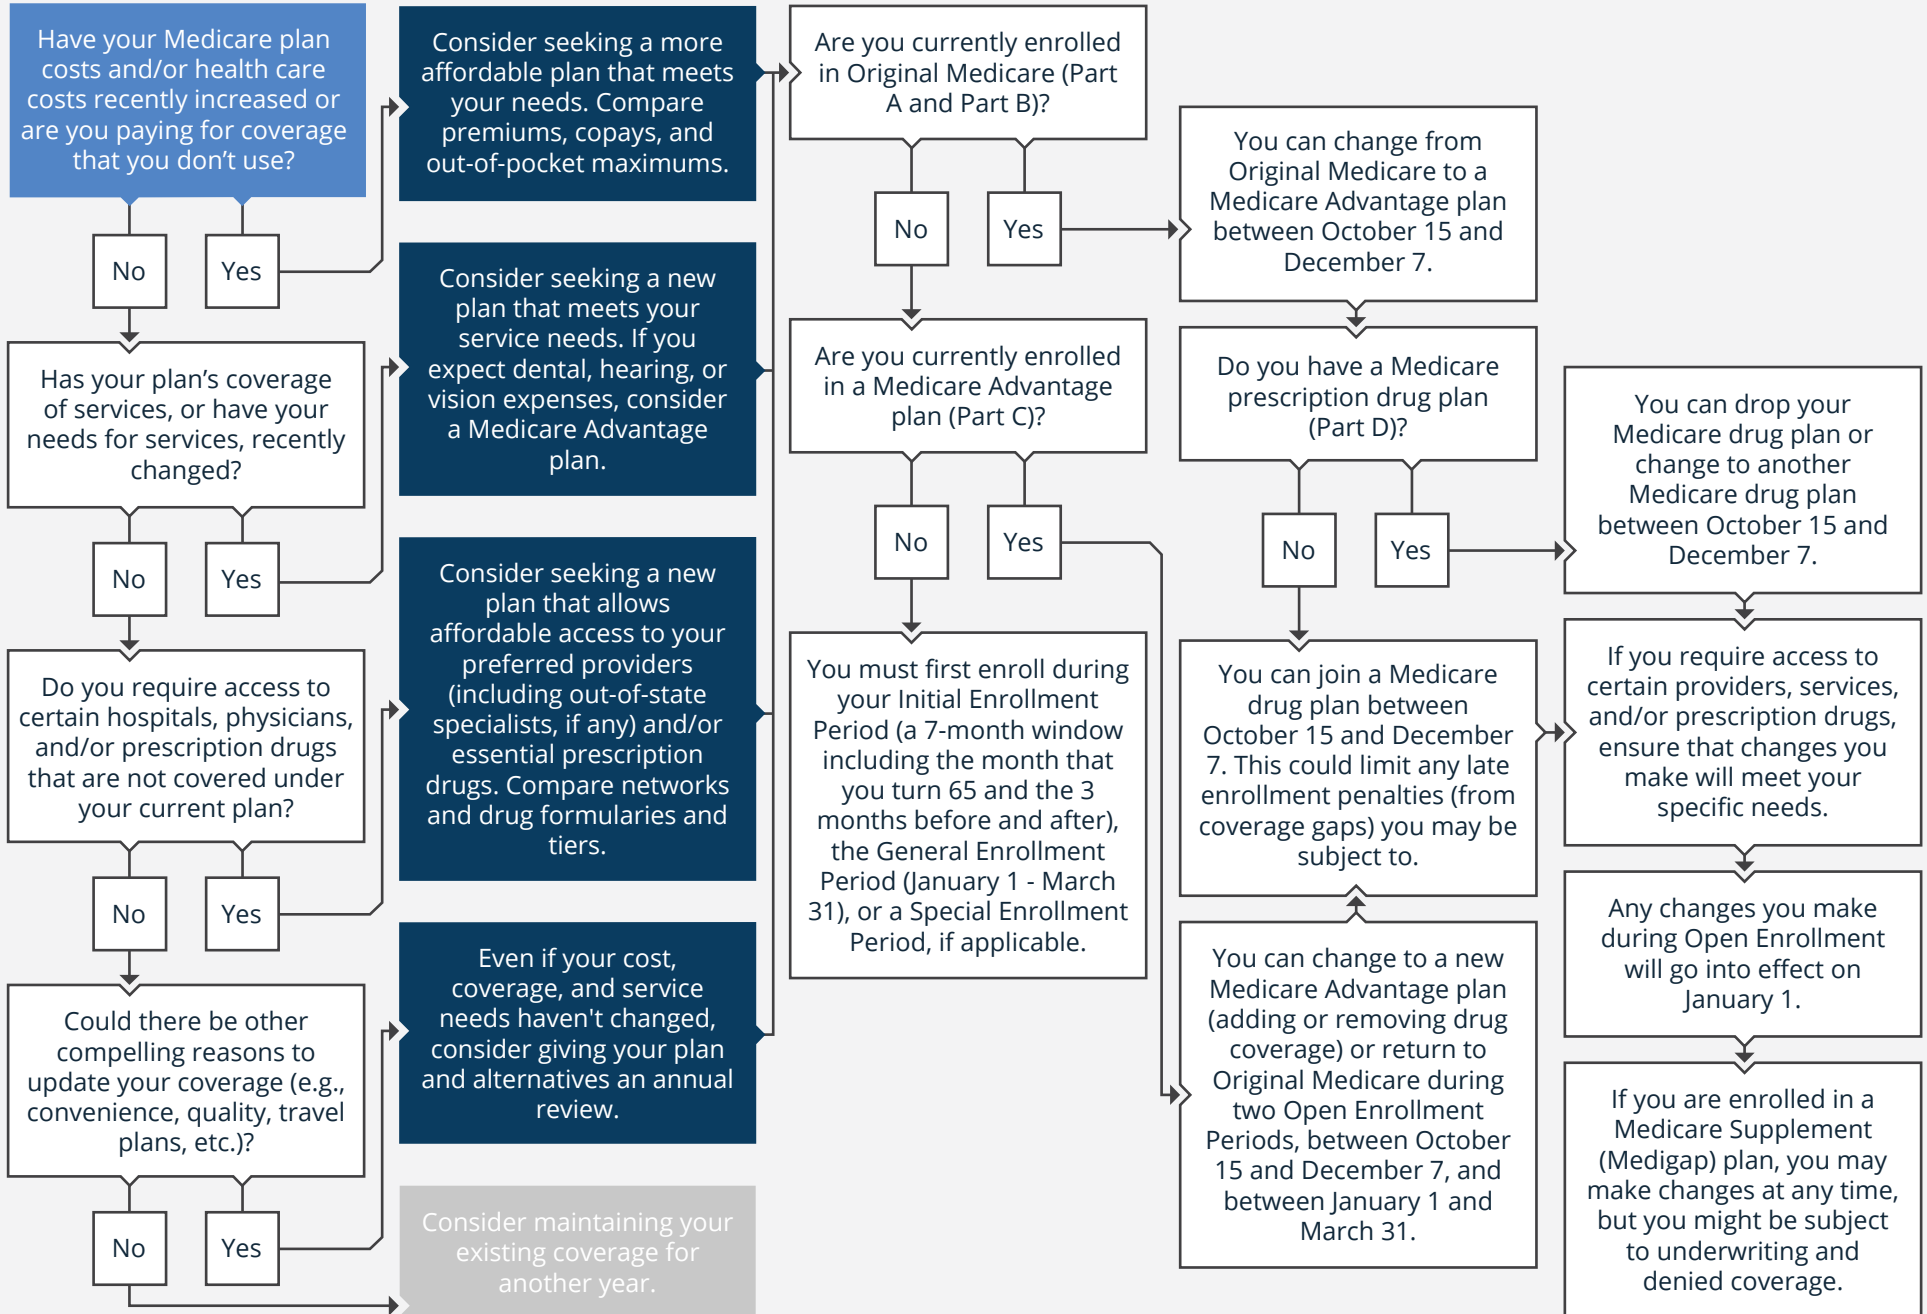 Have your Medicare plan
costs and/or health care
costs recently increased or
are you paying for coverage
that you don’t use?
No
Yes
Has your plan’s coverage
of services, or have your
needs for services, recently
changed?
No
Yes
Do you require access to
certain hospitals, physicians,
and/or prescription drugs
that are not covered under
your current plan?
No
Yes
Could there be other
compelling reasons to
update your coverage (e.g.,
convenience, quality, travel
plans, etc.)?
No
Yes
Consider seeking a more
affordable plan that meets
your needs. Compare
premiums, copays, and
out-of-pocket maximums.
Consider seeking a new
plan that meets your
service needs. If you
expect dental, hearing, or
vision expenses, consider
a Medicare Advantage
plan.
Consider seeking a new
plan that allows
affordable access to your
preferred providers
(including out-of-state
specialists, if any) and/or
essential prescription
drugs. Compare networks
and drug formularies and
tiers.
Even if your cost,
coverage, and service
needs haven't changed,
consider giving your plan
and alternatives an annual
review.
Consider maintaining your
existing coverage for
another year.
Are you currently enrolled
in Original Medicare (Part
A and Part B)?
No
Yes
Are you currently enrolled
in a Medicare Advantage
plan (Part C)?
No
Yes
You must first enroll during
your Initial Enrollment
Period (a 7-month window
including the month that
you turn 65 and the 3
months before and after),
the General Enrollment
Period (January 1 - March
31), or a Special Enrollment
Period, if applicable.
You can change from
Original Medicare to a
Medicare Advantage plan
between October 15 and
December 7.
Do you have a Medicare
prescription drug plan
(Part D)?
No
Yes
You can join a Medicare
drug plan between
October 15 and December
7. This could limit any late
enrollment penalties (from
coverage gaps) you may be
subject to.
You can change to a new
Medicare Advantage plan
(adding or removing drug
coverage) or return to
Original Medicare during
two Open Enrollment
Periods, between October
15 and December 7, and
between January 1 and
March 31.
You can drop your
Medicare drug plan or
change to another
Medicare drug plan
between October 15 and
December 7.
If you require access to
certain providers, services,
and/or prescription drugs,
ensure that changes you
make will meet your
specific needs.
Any changes you make
during Open Enrollment
will go into effect on
January 1.
If you are enrolled in a
Medicare Supplement
(Medigap) plan, you may
make changes at any time,
but you might be subject
to underwriting and
denied coverage.